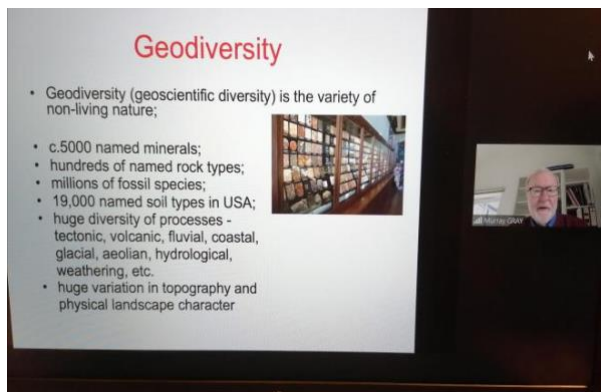 Geodiversity
• Geodiversity (geoscientific diversity) is the variety of
non-living nature;
• c.5000 named minerals;
• hundreds of named rock types;
• millions of fossil species;
• 19,000 named soil types in USA;
• huge diversity of processes -
tectonic, volcanic, fluvial, coastal,
glacial, aeolian, hydrological,
weathering, etc.
• huge variation in topography and
physical landscape character
Murray GRAY